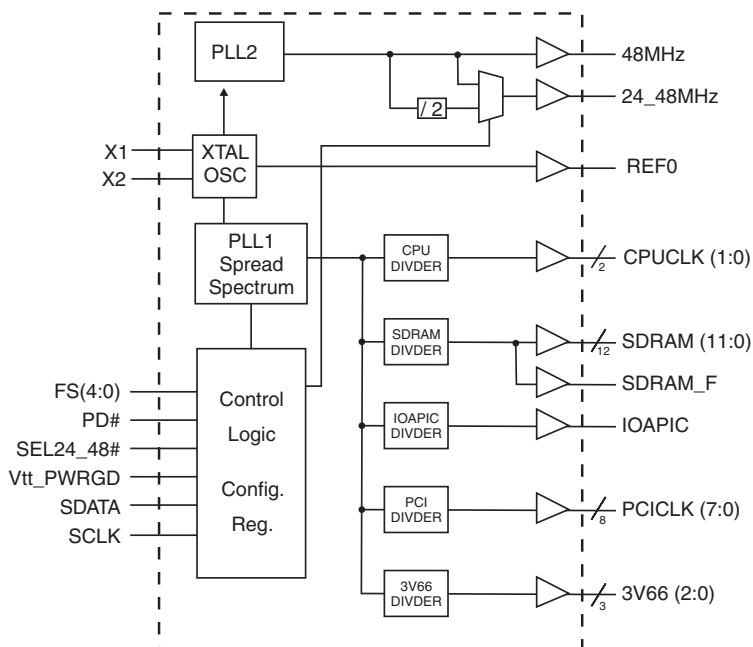 PLL2
48MHz
24_48MHz
/ 2
X1
X2
XTAL
OSC
REF0
PLL1
Spread
Spectrum
CPU
DIVDER
2
CPUCLK (1:0)
SDRAM
DIVDER
12
SDRAM (11:0)
SDRAM_F
FS(4:0)
PD#
SEL24_48#
Vtt_PWRGD
SDATA
SCLK
Control
Logic
Config.
Reg.
IOAPIC
DIVDER
IOAPIC
PCI
DIVDER
8
PCICLK (7:0)
3V66
DIVDER
3
3V66 (2:0)